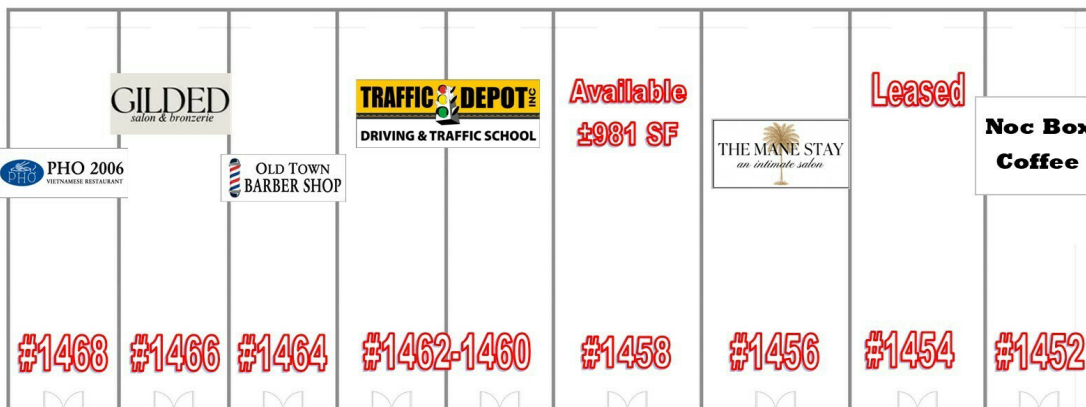 PHO
PHO 2006
VIETNAMESE RESTAURANT
GILDED
salon & bronzerie
OLD TOWN
BARBER SHOP
TRAFFIC DEPOT INC
DRIVING & TRAFFIC SCHOOL
Available
±981 SF
THE MANE STAY
an intimate salon
Leased
Noc Box
Coffee
#1468
#1466
#1464
#1462-1460
#1458
#1456
#1454
#1452